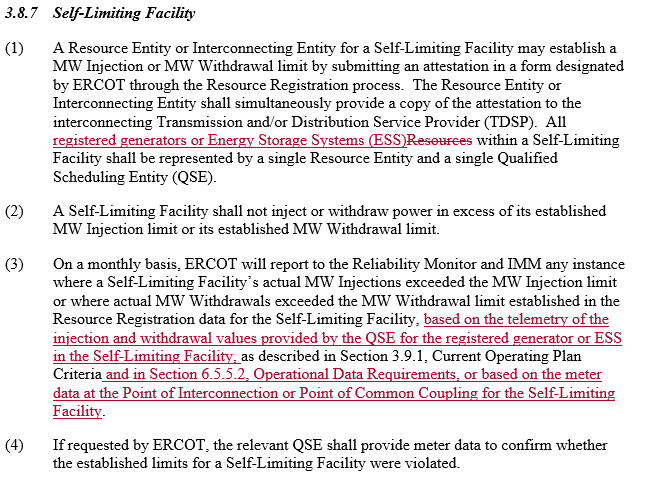 3.8.7 Self-Limiting Facility
(1) A Resource Entity or Interconnecting Entity for a Self-Limiting Facility may establish a
MW Injection or MW Withdrawal limit by submitting an attestation in a form designated
by ERCOT through the Resource Registration process. The Resource Entity or
Interconnecting Entity shall simultaneously provide a copy of the attestation to the
interconnecting Transmission and/or Distribution Service Provider (TDSP). All
registered generators or Energy Storage Systems (ESS)Resources within a Self-Limiting
Facility shall be represented by a single Resource Entity and a single Qualified
Scheduling Entity (QSE).
(2) A Self-Limiting Facility shall not inject or withdraw power in excess of its established
MW Injection limit or its established MW Withdrawal limit.
(3) On a monthly basis, ERCOT will report to the Reliability Monitor and IMM any instance
where a Self-Limiting Facility's actual MW Injections exceeded the MW Injection limit
or where actual MW Withdrawals exceeded the MW Withdrawal limit established in the
Resource Registration data for the Self-Limiting Facility, based on the telemetry of the
injection and withdrawal values provided by the QSE for the registered generator or ESS
in the Self-Limiting Facility, as described in Section 3.9.1, Current Operating Plan
Criteria and in Section 6.5.5.2, Operational Data Requirements, or based on the meter
data at the Point of Interconnection or Point of Common Coupling for the Self-Limiting
Facility.
(4) If requested by ERCOT, the relevant QSE shall provide meter data to confirm whether
the established limits for a Self-Limiting Facility were violated.